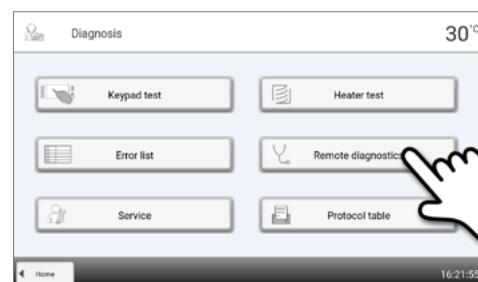 Diagnosis
30°C
Keypad test
Heater test
Error list
Remote diagnostics
Service
Protocol table
Home
16:21:55